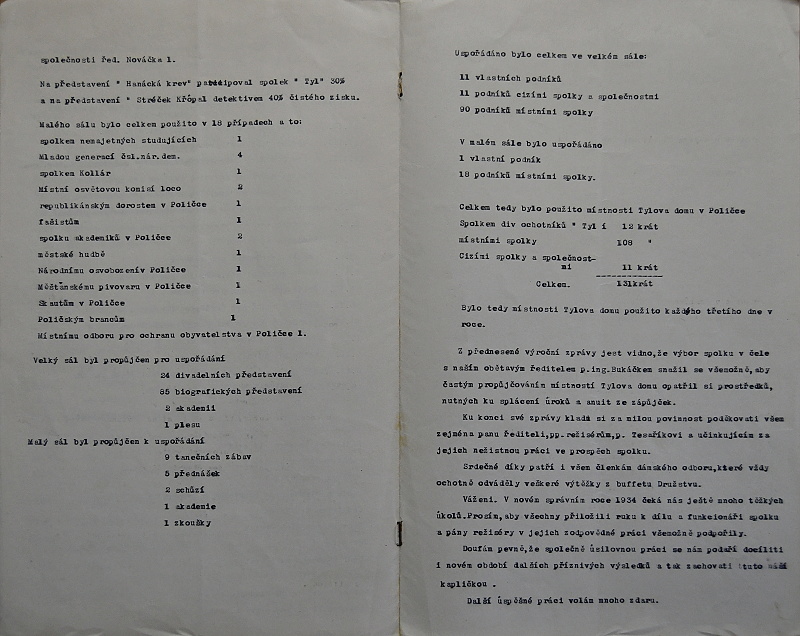 společnosti řed. Nováčka 1.
Na představení " Hanácká krev" participoval spolek " Tyl" 30%
a na představení " Strýček Křópal detektivem 40% čistého zisku.
Malého sálu bylo celkem použito v 18 případech a to:
spolkem nemajetných studujících 1
Mladou generací čsl.nár.dem. 4
spolkem Kollár 1
Místní osvětovou komisí loco 2
republikánským dorostem v Poličce 1
fašistům 1
spolku akademiků v Poličce 2
městské hudbě 1
Národnímu osvobozenív Poličce 1
Měšťanskému pivovaru v Poličce 1
Skautům v Poličce 1
Poličským brancům 1
Místnímu odboru pro ochranu obyvatelstva v Poličce 1.
Velký sál byl propůjčen pro uspořádání
24 divadelních představení
85 biografických představení
2 akademií
1 plesu
Malý sál byl propůjčen k uspořádání
9 tanečních zábav
5 přednášek
2 schůzí
1 akademie
1 zkoušky
Uspořádáno bylo celkem ve velkém sále:
11 vlastních podniků
11 podniků cizími spolky a společnostmi
90 podniků místními spolky
V malém sále bylo uspořádáno
1 vlastní podnik
18 podniků místními spolky.
Celkem tedy bylo použito místností Tylova domu v Poličce
Spolkem div ochotníků " Tyl í 12 krát
místními spolky 108 "
Cizími spolky a společnost-
mi 11 krát
Celkem. 131krát
Bylo tedy místností Tylova domu použito každého třetího dne v
roce.
Z přednesené výroční zprávy jest vidno,že výbor spolku v čele
s naším obětavým ředitelem p.ing.Bukáčkem snažil se všemožně,aby
častým propůjčováním místností Tylova domu opatřil si prostředků,
nutných ku splácení úroků a anuit ze zápůjček.
Ku konci své zprávy kladu si za milou povinnost poděkovati všem
zejména panu řediteli,pp.režisérům,p. Tesaříkovi a učinkujícím za
jejich nezištnou práci ve prospěch spolku.
Srdečné díky patří i všem členkám dámského odboru,které vždy
ochotně odváděly veškeré výtěžky z buffetu Družstvu.
Vážení. V novém správním roce 1934 čeká nás ještě mnoho těžkých
úkolů.Prosím,aby všechny přiložili ruku k dílu a funkcionáři spolku
a pány režiséry v jejich zodpovědné práci všemožně podpořily.
Doufám pevně,že společně úsilovnou prací se nám podaří docíliti
i novém období dalších příznivých výsledků a tak zachovati tuto naši
kapličkou .
Další úspěšné práci volám mnoho zdaru.